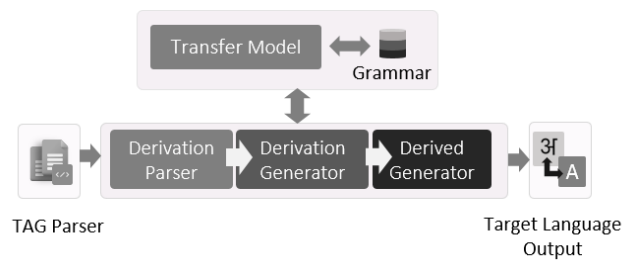 Transfer Model
Grammar
Derivation
Parser
Derivation
Generator
Derived
Generator
</>
अ
A
TAG Parser
Target Language
Output